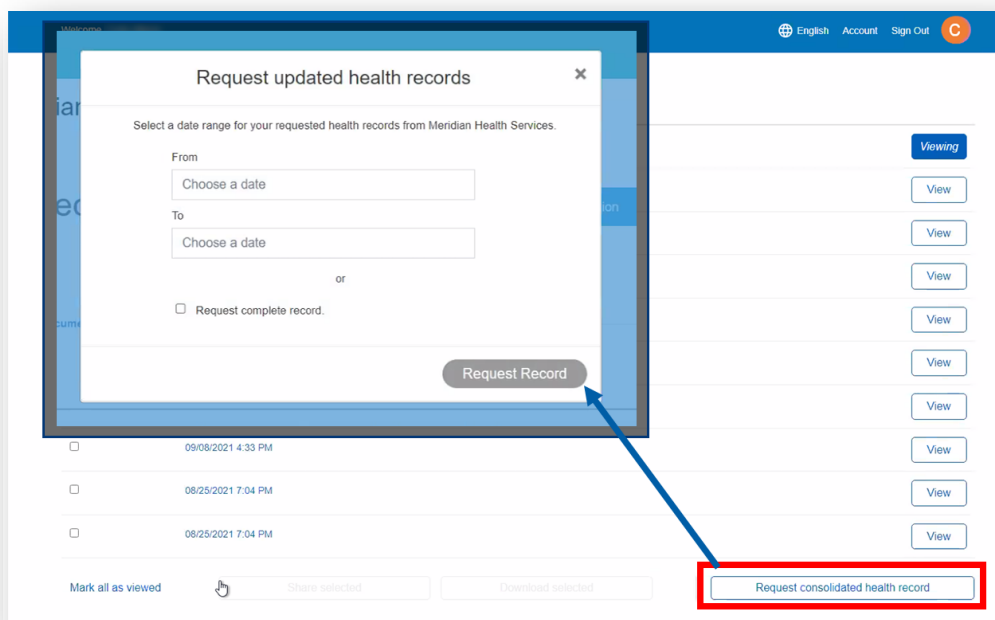 Welcome
English Account Sign Out C
Request updated health records
×
Select a date range for your requested health records from Meridian Health Services.
From
Choose a date
To
Choose a date
or
Request complete record.
Request Record
Viewing
View
View
View
View
View
View
09/08/2021 4:33 PM View
08/25/2021 7:04 PM View
08/25/2021 7:04 PM View
Mark all as viewed Share selected Download selected Request consolidated health record